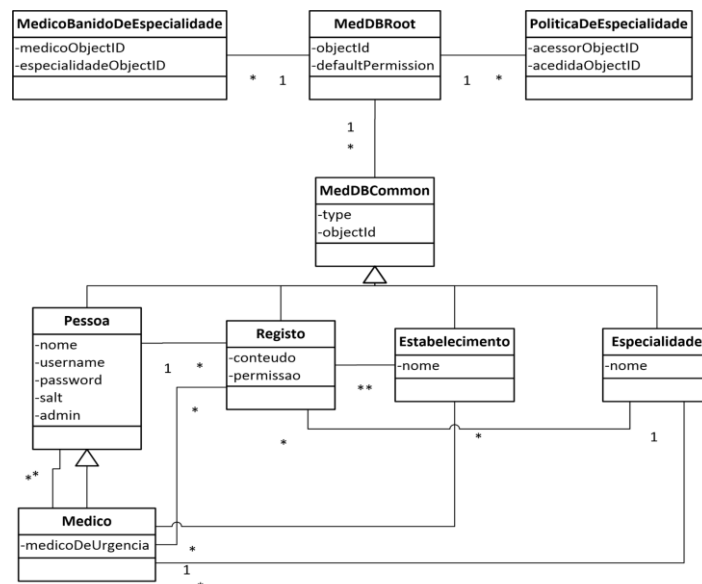 MedicoBanidoDeEspecialidade
-medicoObjectID
-especialidadeObjectID
MedDBRoot
-objectId
-defaultPermission
PoliticaDeEspecialidade
-acessorObjectID
-acedidaObjectID
* 1
1 *
1
*
MedDBCommon
-type
-objectId
Pessoa
-nome
-username
-password
-salt
-admin
Registo
-conteudo
-permissao
Estabelecimento
-nome
Especialidade
-nome
1 *
**
*
*
*
1
**
Medico
-medicoDeUrgencia
*
1
*